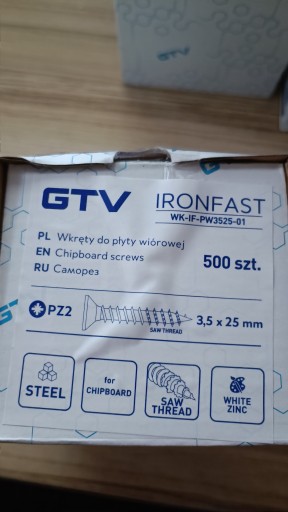 GTV
GTV
IRONFAST
WK-IF-PW3525-01
PL Wkręty do płyty wiórowej
EN Chipboard screws
RU Саморез
500 szt.
PZ2
SAW THREAD
3,5 x 25 mm
STEEL
for
CHIPBOARD
SAW
THREAD
WHITE
ZINC